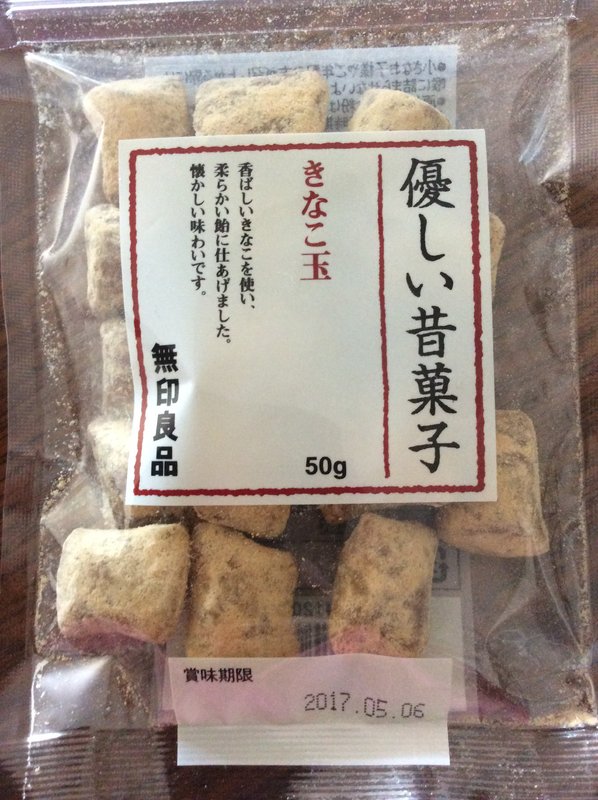 優しい昔菓子
きなこ玉
香ばしいきなこを使い、
柔らかい飴に仕あげました。
懐かしい味わいです。
無印良品
50g
賞味期限
2017.05.06